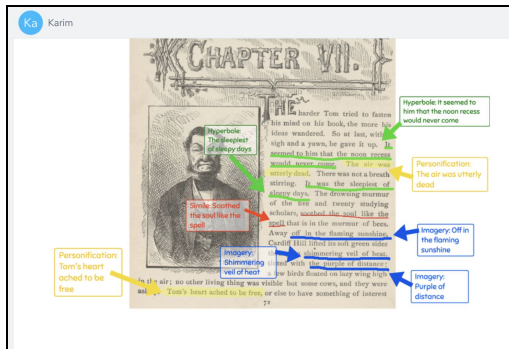 Ka Karim
CHAPTER VII.
THE harder Tom tried to fasten
his mind on his book, the more his
ideas wandered. So at last, with
sigh and a yawn, he gave it up. It
seemed to him that the noon recess
would never come. The air was
utterly dead. There was not a breath
stirring. It was the sleepiest of
sleepy days. The drowsing murmur
of the five and twenty studying
scholars, soothed the soul like the
spell that is in the murmur of bees.
Away off in the flaming sunshine,
Cardiff Hill lifted its soft green sides
shimmering veil of heat,
tinted with the purple of distance;
a few birds floated on lazy wing high
in the air; no other living thing was visible but some cows, and they were
asleep. Tom's heart ached to be free, or else to have something of interest
72
Hyperbole: It seemed to
him that the noon recess
would never come
Hyperbole:
The sleepiest
of sleepy days
Personification:
The air was utterly
dead
Simile: Soothed
the soul like the
spell
Imagery: Off in
the flaming
sunshine
Imagery:
Shimmering
veil of heat
Personification:
Tom's heart
ached to be
free
Imagery:
Purple of
distance